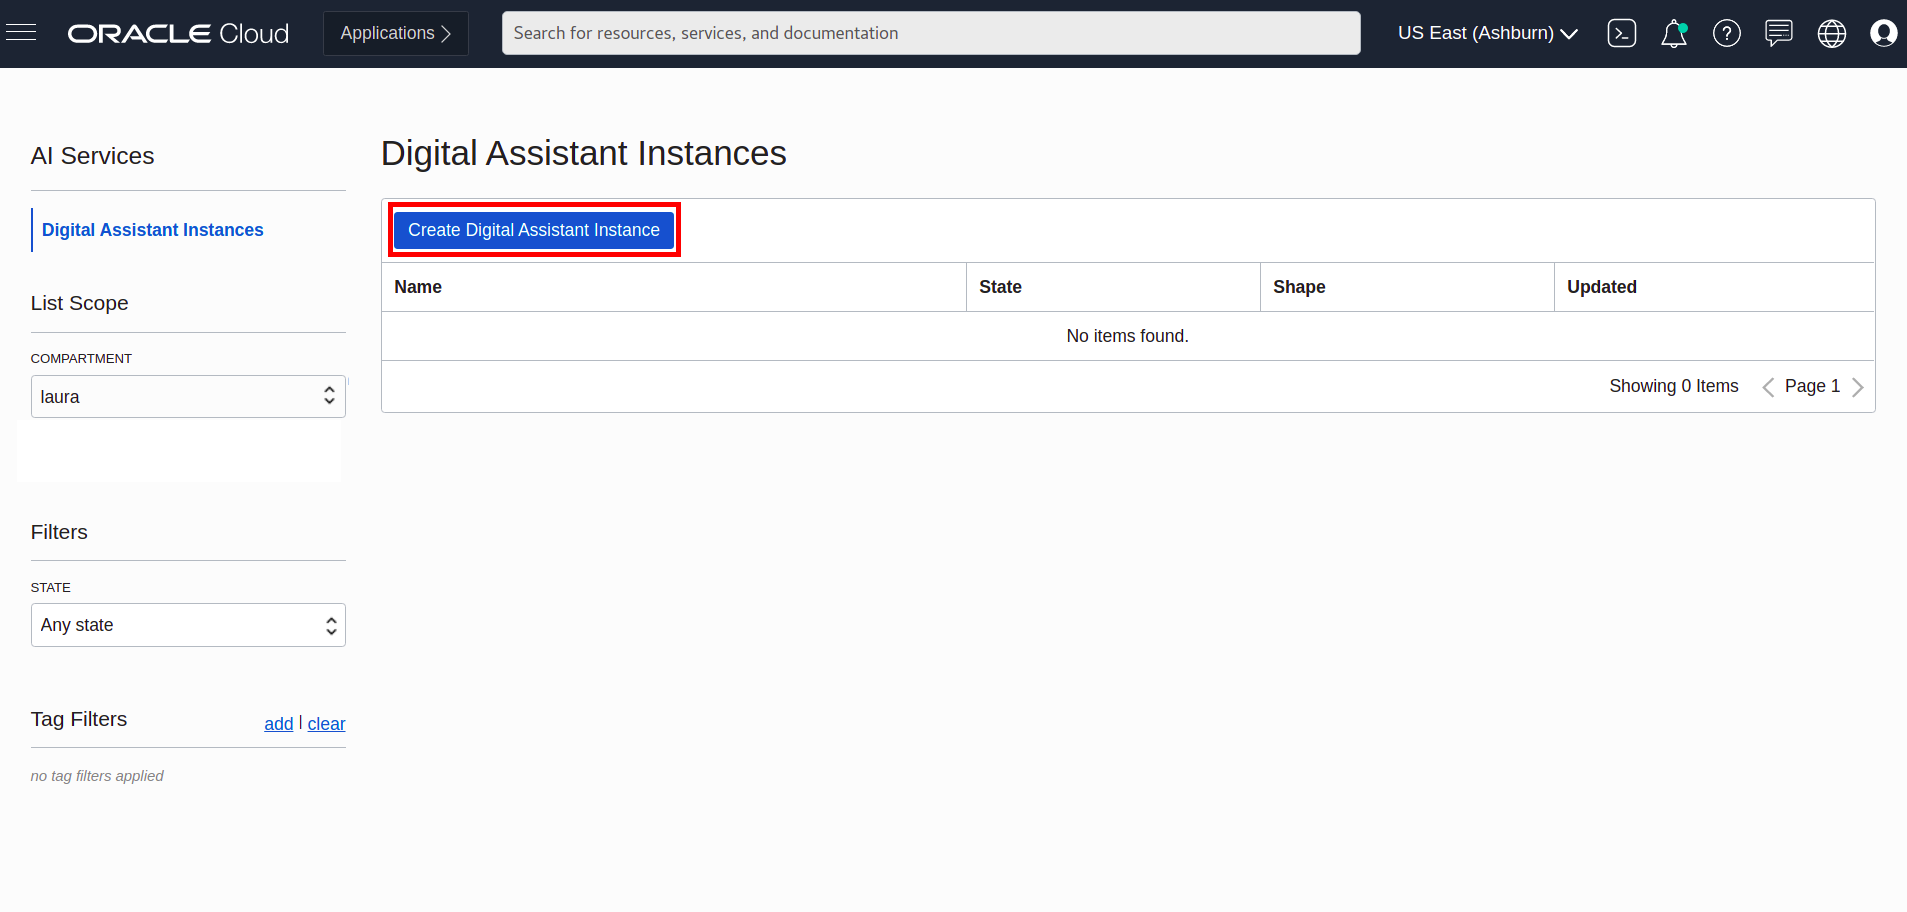 ORACLE Cloud
Applications
Search for resources, services, and documentation
US East (Ashburn)
AI Services
Digital Assistant Instances
List Scope
COMPARTMENT
laura
Filters
STATE
Any state
Tag Filters
add | clear
no tag filters applied
Digital Assistant Instances
Create Digital Assistant Instance
Name State Shape Updated
No items found.
Showing 0 Items Page 1